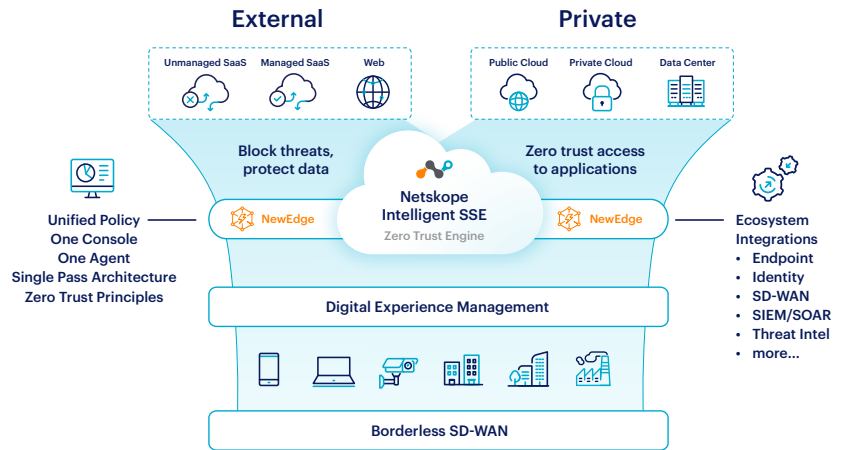 External
Private
Unmanaged SaaS
Managed SaaS
Web
Public Cloud
Private Cloud
Data Center
Block threats,
protect data
Zero trust access
to applications
Netskope
Intelligent SSE
Zero Trust Engine
NewEdge
NewEdge
Unified Policy
One Console
One Agent
Single Pass Architecture
Zero Trust Principles
Ecosystem
Integrations
• Endpoint
• Identity
• SD-WAN
• SIEM/SOAR
• Threat Intel
• more...
Digital Experience Management
Borderless SD-WAN